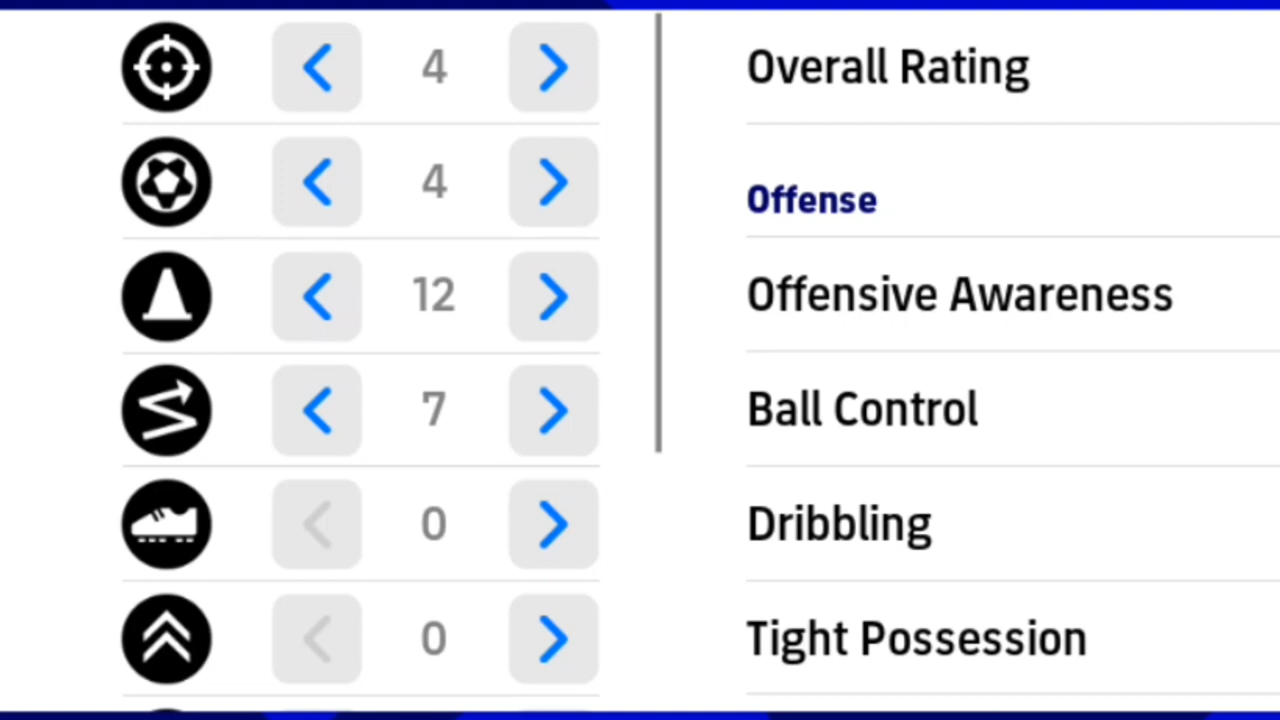 4
4
12
7
0
0
Overall Rating
Offense
Offensive Awareness
Ball Control
Dribbling
Tight Possession